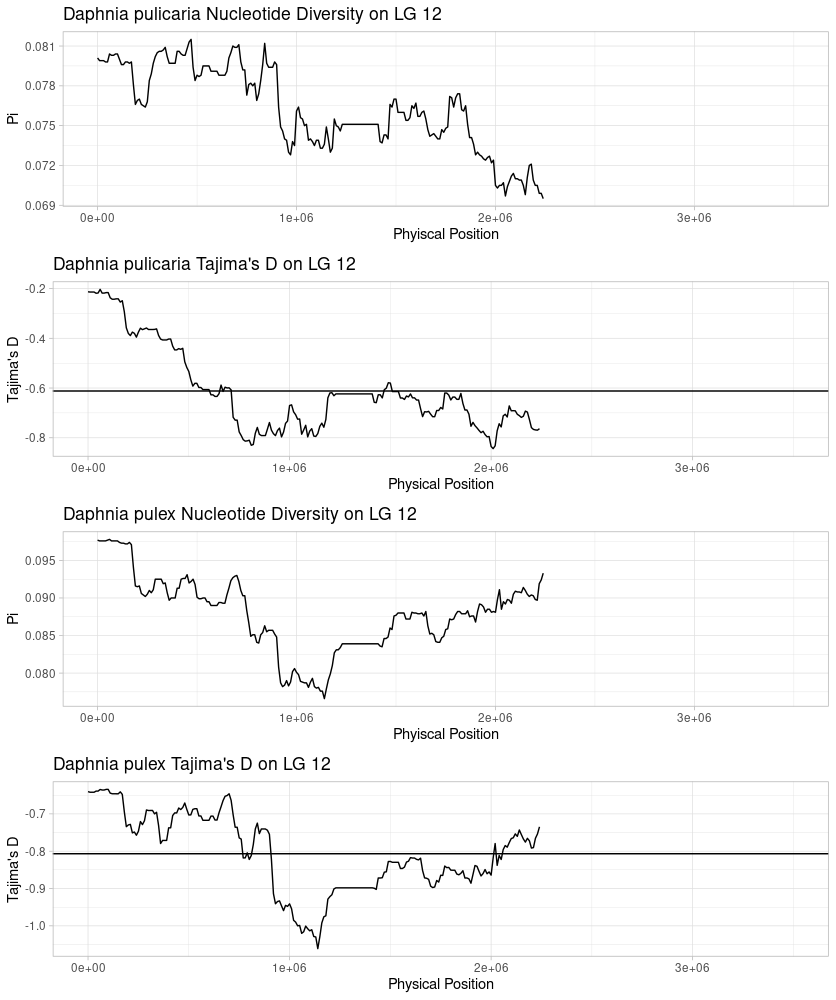 Daphnia pulicaria Nucleotide Diversity on LG 12
0.081
0.078
0.075
0.072
0.069
Pi
0e+00 1e+06 2e+06 3e+06
Phyiscal Position
Daphnia pulicaria Tajima's D on LG 12
-0.2
-0.4
-0.6
-0.8
Tajima's D
0e+00 1e+06 2e+06 3e+06
Physical Position
Daphnia pulex Nucleotide Diversity on LG 12
0.095
0.090
0.085
0.080
Pi
0e+00 1e+06 2e+06 3e+06
Phyiscal Position
Daphnia pulex Tajima's D on LG 12
-0.7
-0.8
-0.9
-1.0
Tajima's D
0e+00 1e+06 2e+06 3e+06
Physical Position